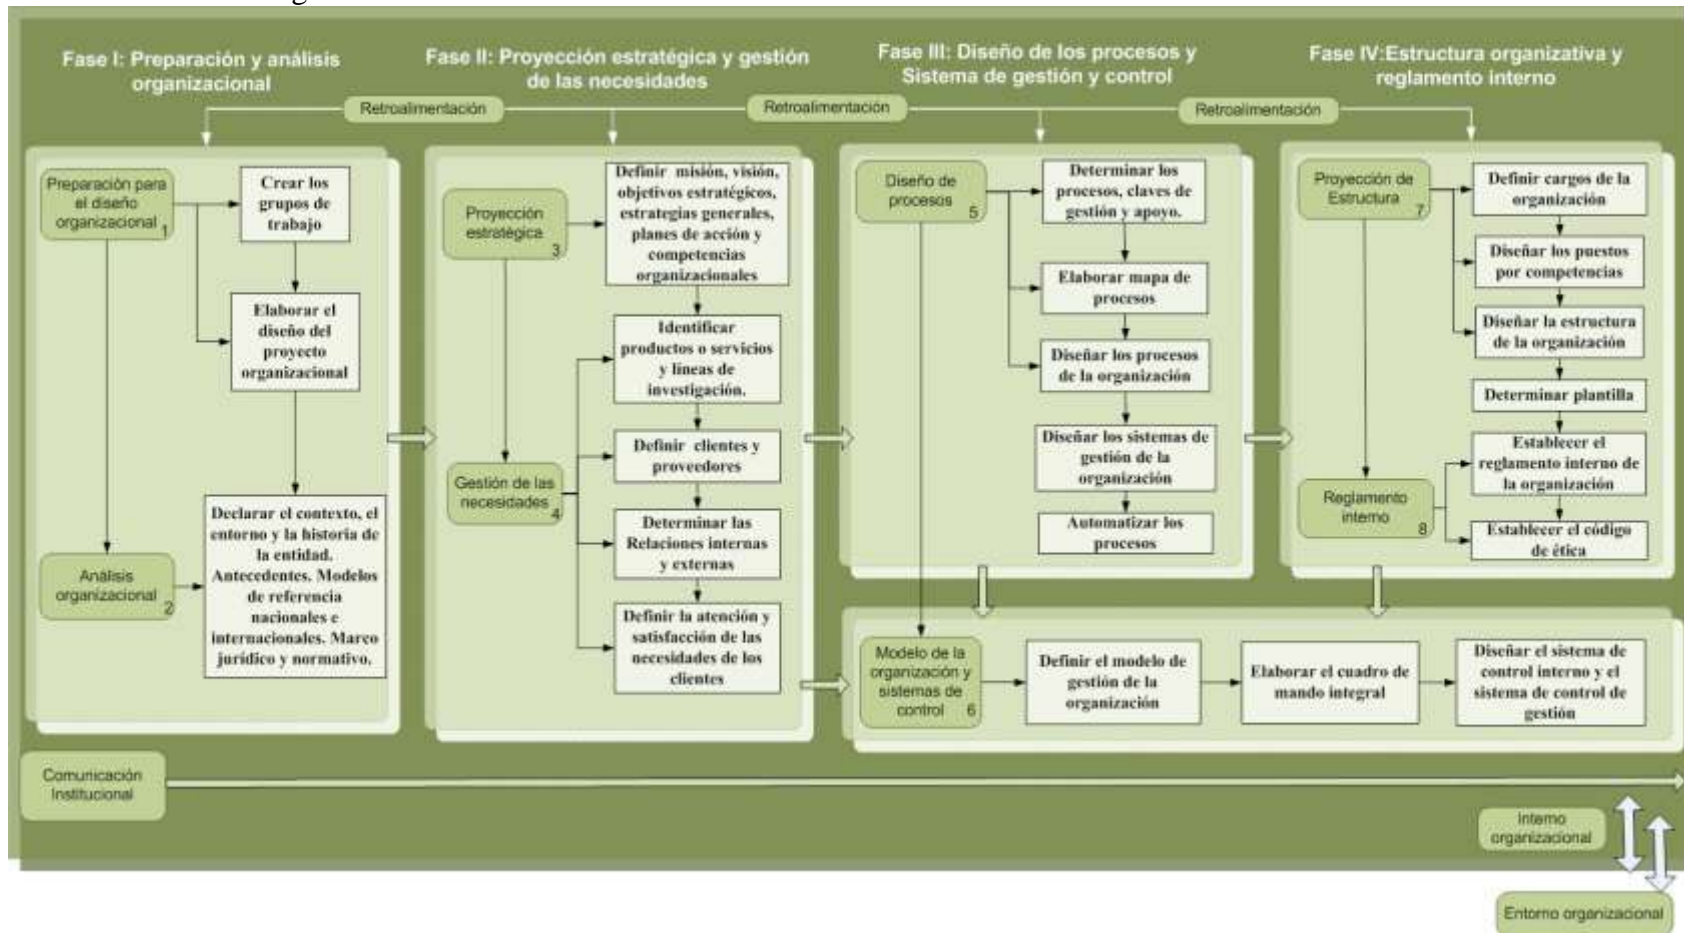 Fase I: Preparación y análisis
organizacional
Fase II: Proyección estratégica y gestión
de las necesidades
Fase III: Diseño de los procesos y
Sistema de gestión y control
Fase IV:Estructura organizativa y
reglamento interno
Retroalimentación
Retroalimentación
Retroalimentación
Preparación para
el diseño
organizacional
1
Crear los
grupos de
trabajo
Elaborar el
diseño del
proyecto
organizacional
Análisis
organizacional
2
Declarar el contexto, el
entorno y la historia de
la entidad.
Antecedentes. Modelos
de referencia
nacionales e
internacionales. Marco
jurídico y normativo.
Proyección
estratégica
3
Definir misión, visión,
objetivos estratégicos,
estrategias generales,
planes de acción y
competencias
organizacionales
Identificar
productos o servicios
y líneas de
investigación.
Gestión de las
necesidades
4
Definir clientes y
proveedores
Determinar las
Relaciones internas
y externas
Definir la atención y
satisfacción de las
necesidades de los
clientes
Diseño de
procesos
5
Determinar los
procesos, claves de
gestión y apoyo.
Elaborar mapa de
procesos
Diseñar los procesos
de la organización
Diseñar los sistemas de
gestión de la
organización
Automatizar los
procesos
Proyección de
Estructura
7
Definir cargos de la
organización
Diseñar los puestos
por competencias
Diseñar la estructura
de la organización
Determinar plantilla
Reglamento
interno
8
Establecer el
reglamento interno de
la organización
Establecer el código
de ética
Modelo de la
organización y
sistemas de
control
6
Definir el modelo de
gestión de la
organización
Elaborar el cuadro de
mando integral
Diseñar el sistema de
control interno y el
sistema de control de
gestión
Comunicación
Institucional
Interno
organizacional
Entorno organizacional